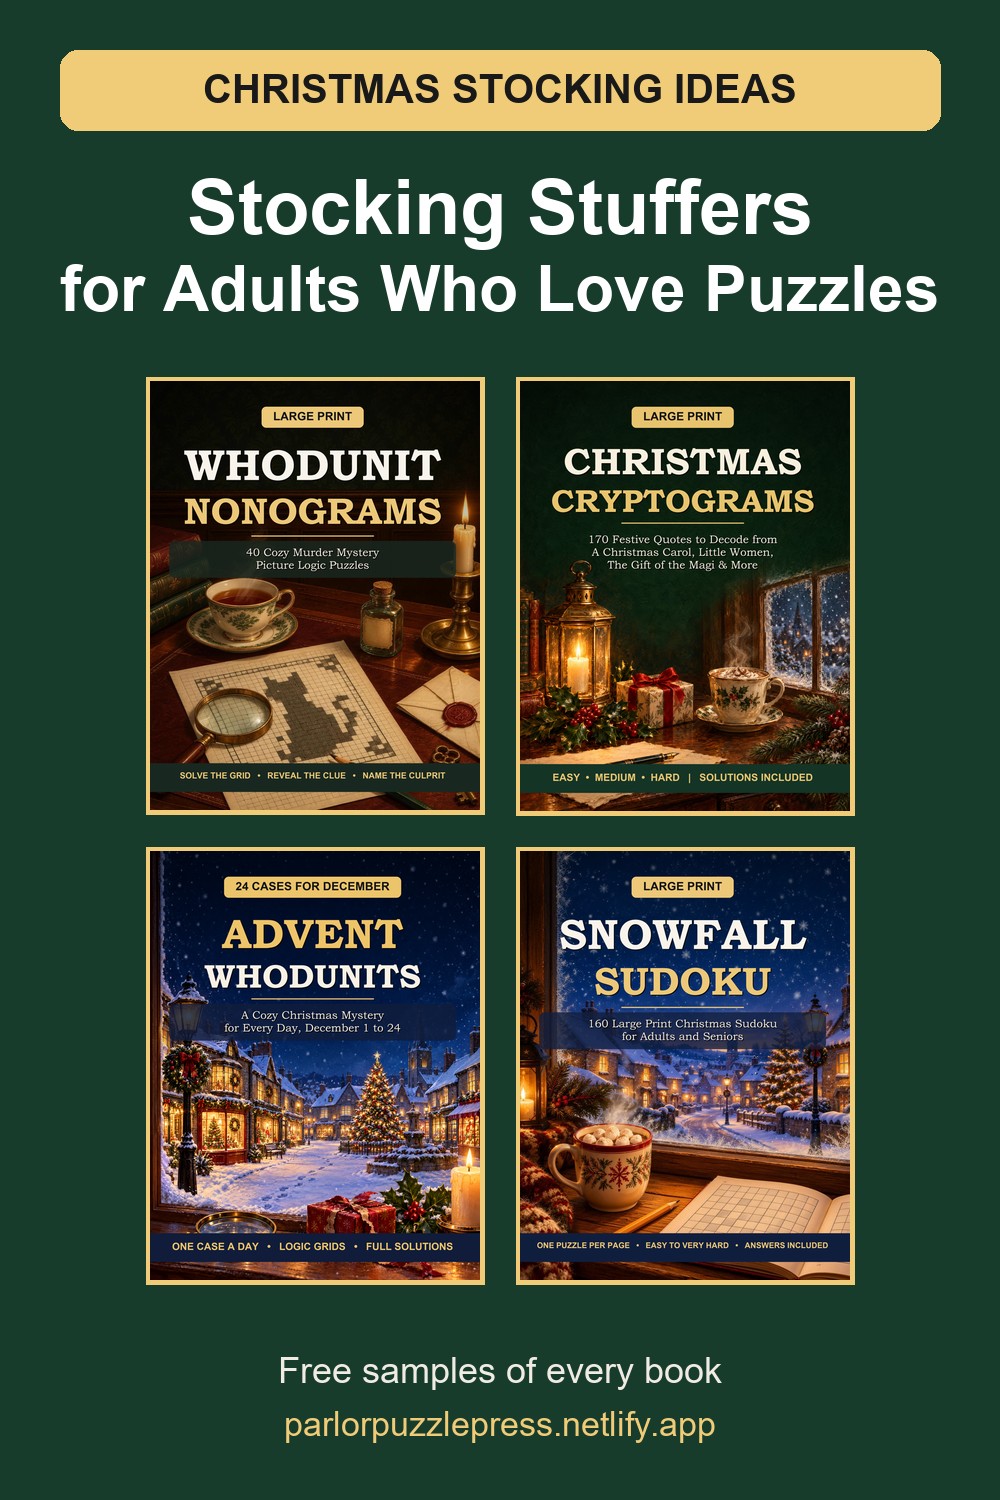 CHRISTMAS STOCKING IDEAS
Stocking Stuffers
for Adults Who Love Puzzles
LARGE PRINT
WHODUNIT
NONOGRAMS
40 Cozy Murder Mystery
Picture Logic Puzzles
SOLVE THE GRID • REVEAL THE CLUE • NAME THE CULPRIT
LARGE PRINT
CHRISTMAS
CRYPTOGRAMS
170 Festive Quotes to Decode from
A Christmas Carol, Little Women,
The Gift of the Magi & More
EASY • MEDIUM • HARD | SOLUTIONS INCLUDED
24 CASES FOR DECEMBER
ADVENT
WHODUNITS
A Cozy Christmas Mystery
for Every Day, December 1 to 24
ONE CASE A DAY • LOGIC GRIDS • FULL SOLUTIONS
LARGE PRINT
SNOWFALL
SUDOKU
160 Large Print Christmas Sudoku
for Adults and Seniors
ONE PUZZLE PER PAGE • EASY TO VERY HARD • ANSWERS INCLUDED
Free samples of every book
parlorpuzzlepress.netlify.app